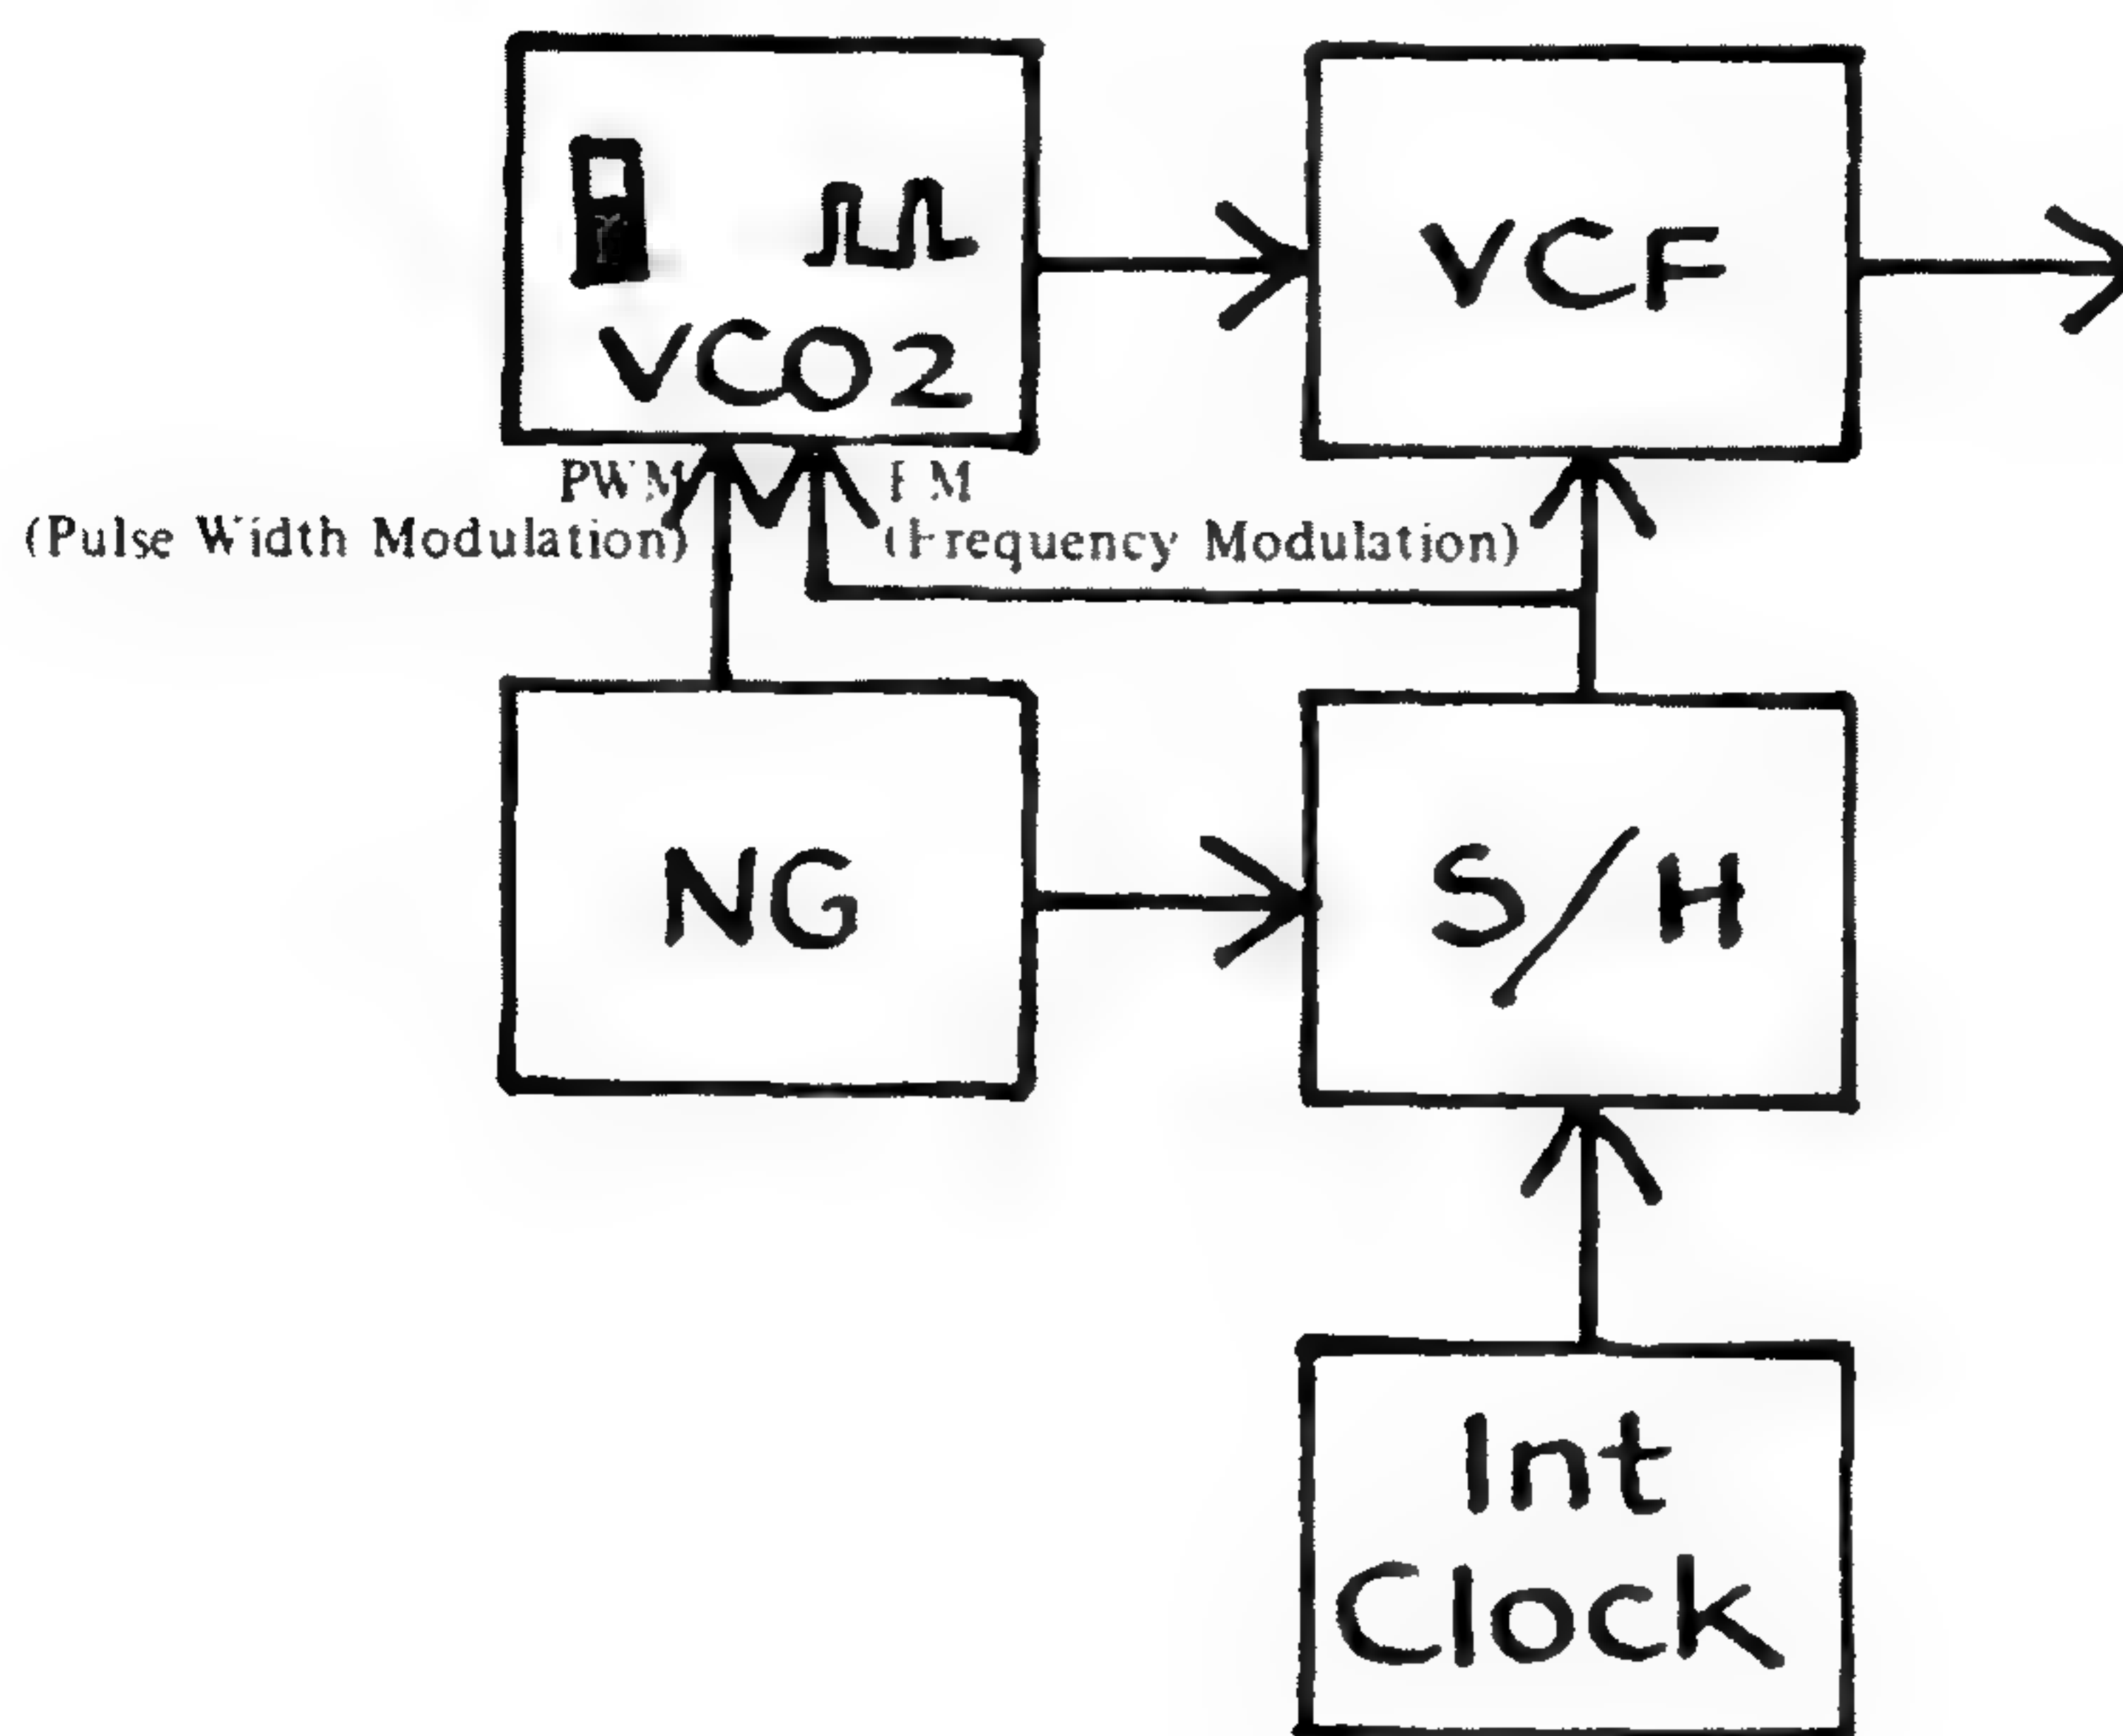 VCO2
VCF
PWM
(Pulse Width Modulation)
FM
(Frequency Modulation)
NG
S/H
Int
Clock